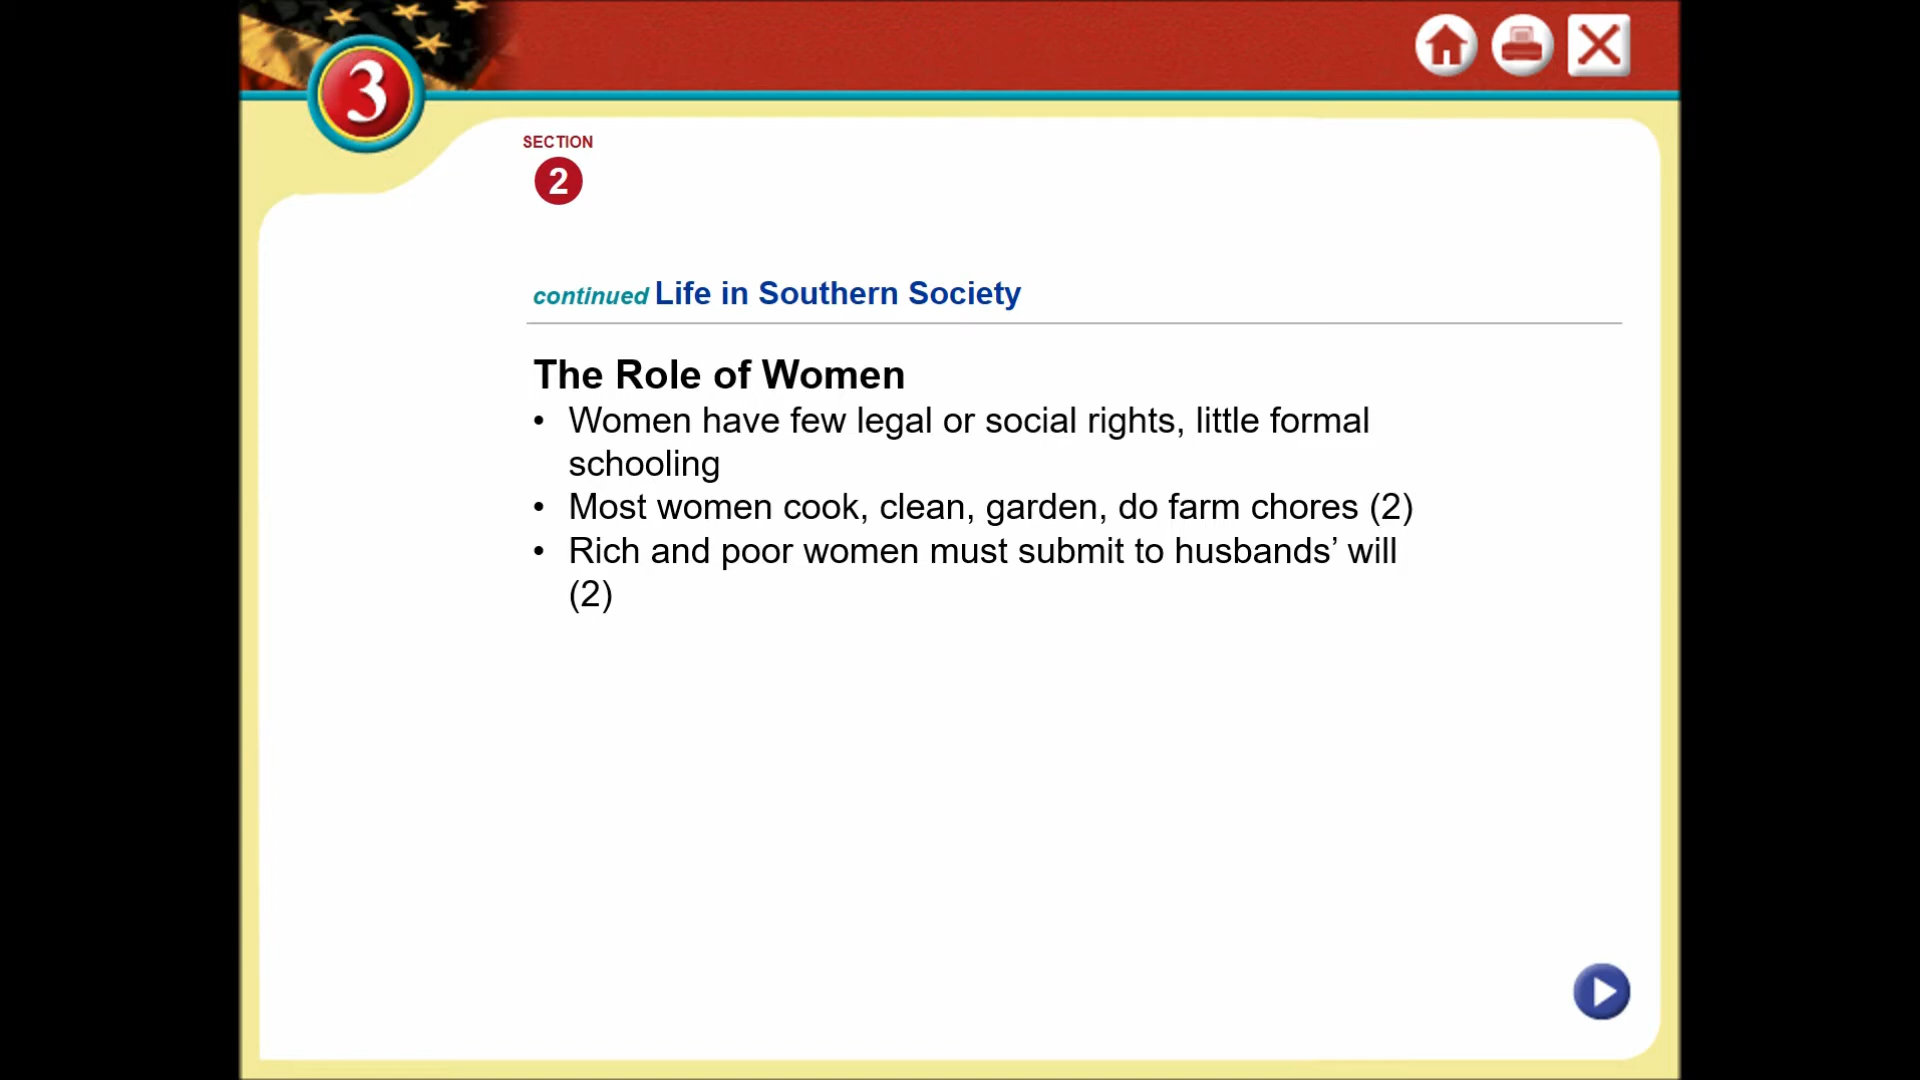 3
SECTION
2
continued Life in Southern Society
The Role of Women
• Women have few legal or social rights, little formal
schooling
• Most women cook, clean, garden, do farm chores (2)
• Rich and poor women must submit to husbands’ will
(2)